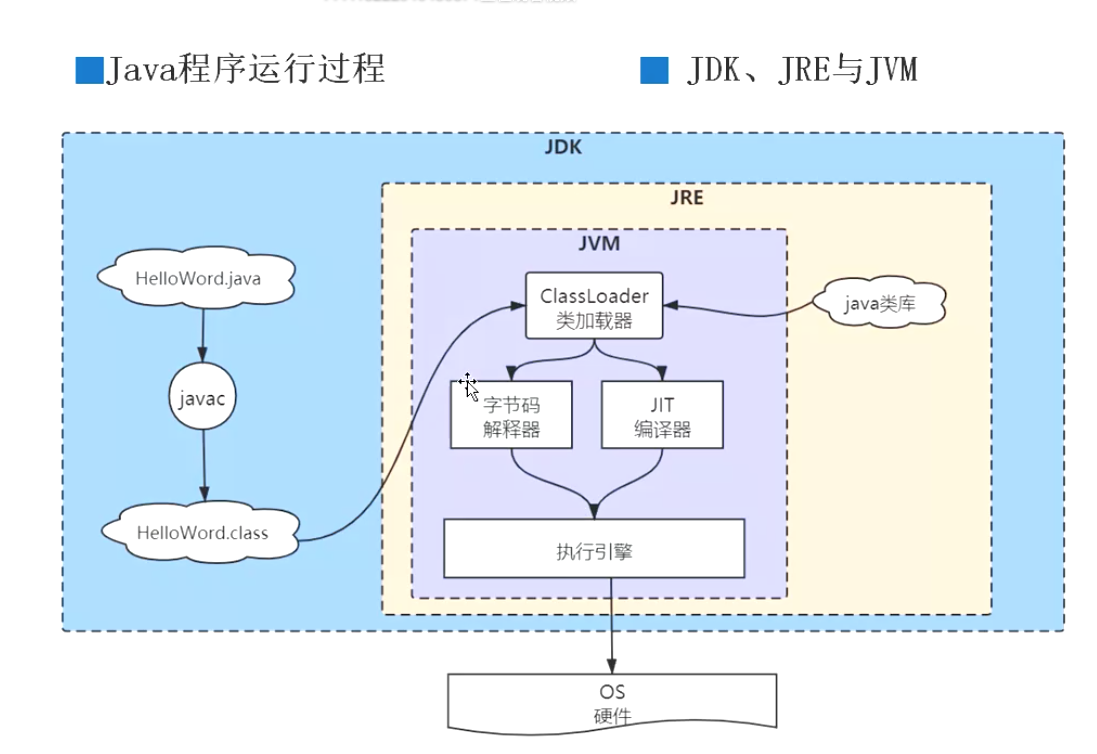 Java程序运行过程
JDK、JRE与JVM
JDK
JRE
JVM
HelloWord.java
ClassLoader
类加载器
java类库
javac
字节码
解释器
JIT
编译器
HelloWord.class
执行引擎
OS
硬件